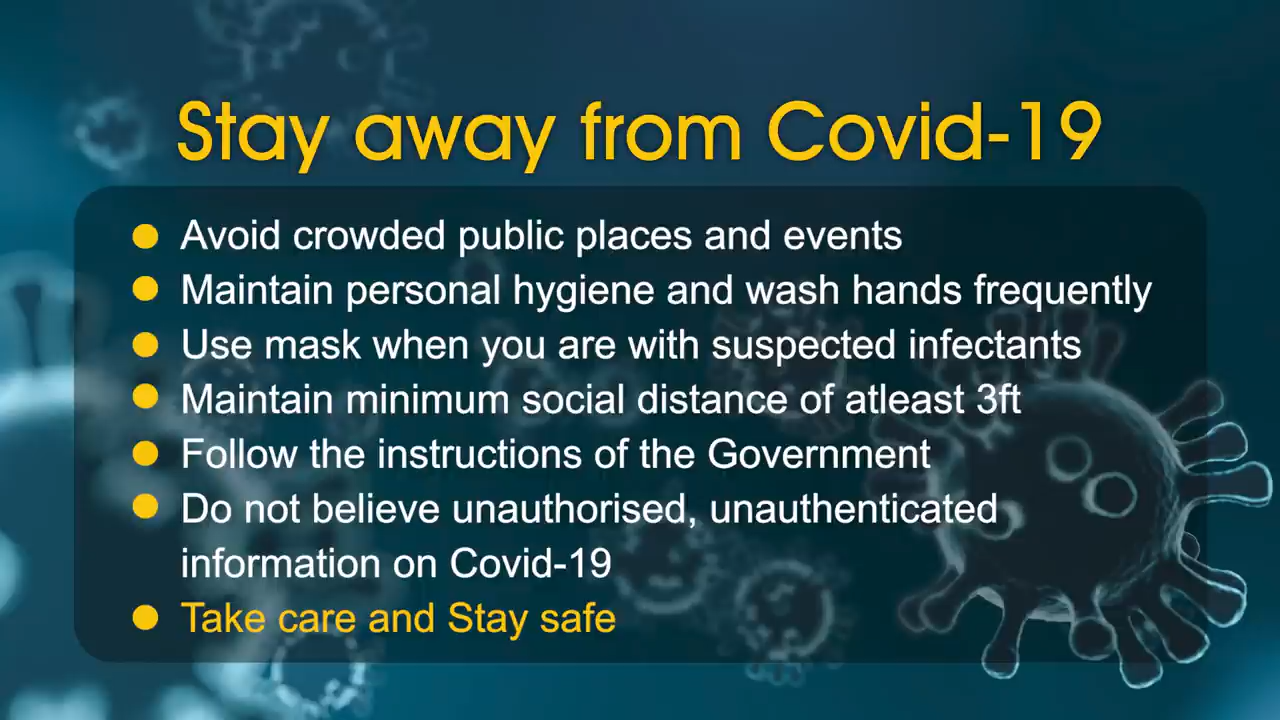 Stay away from Covid-19
Avoid crowded public places and events
Maintain personal hygiene and wash hands frequently
Use mask when you are with suspected infectants
Maintain minimum social distance of atleast 3ft
Follow the instructions of the Government
Do not believe unauthorised, unauthenticated
information on Covid-19
Take care and Stay safe